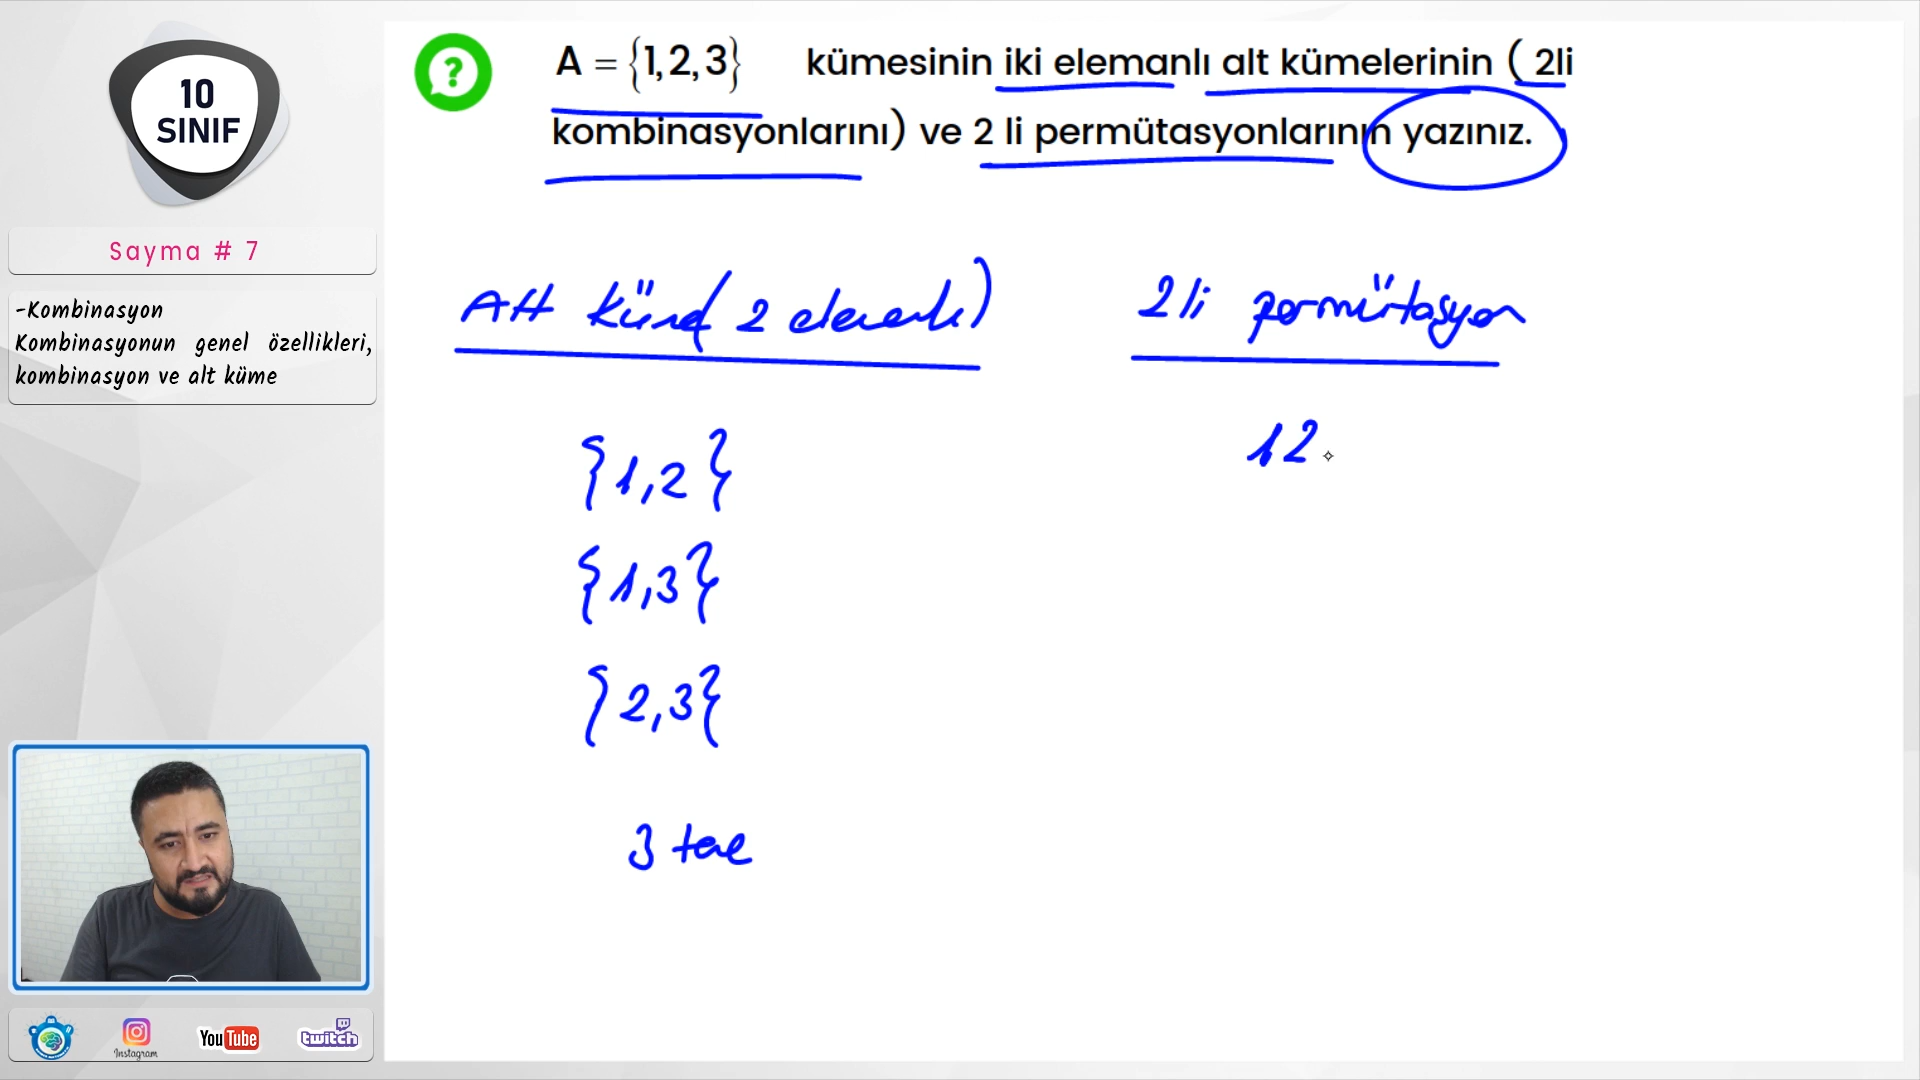 10
SINIF
Sayma # 7
-Kombinasyon
Kombinasyonun genel özellikleri,
kombinasyon ve alt küme
A = {1,2,3} kümesinin iki elemanlı alt kümelerinin ( 2li
kombinasyonlarını) ve 2 li permütasyonlarının yazınız.
Alt küme (2 elemanlı)
2li permütasyon
{1,2}
12
{1,3}
{2,3}
3 tane
Instagram
YouTube
twitch